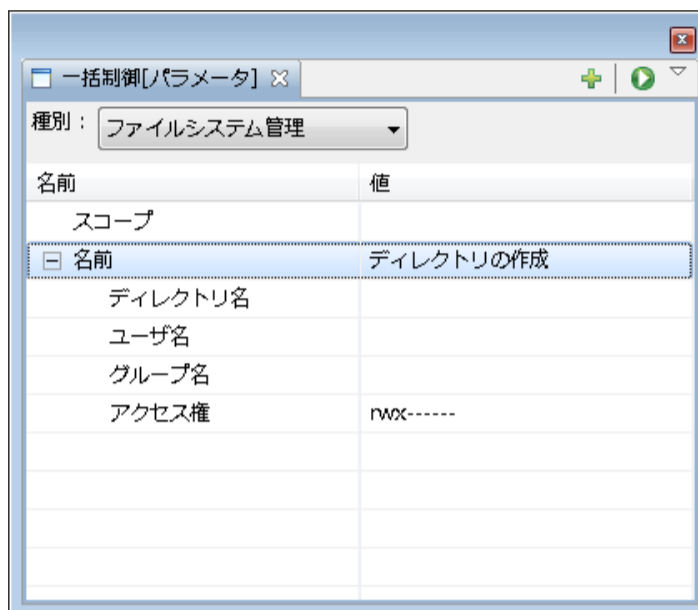 一括制御[パラメータ]
種別： ファイルシステム管理
名前 値
スコープ
名前 ディレクトリの作成
ディレクトリ名
ユーザ名
グループ名
アクセス権 rwx------